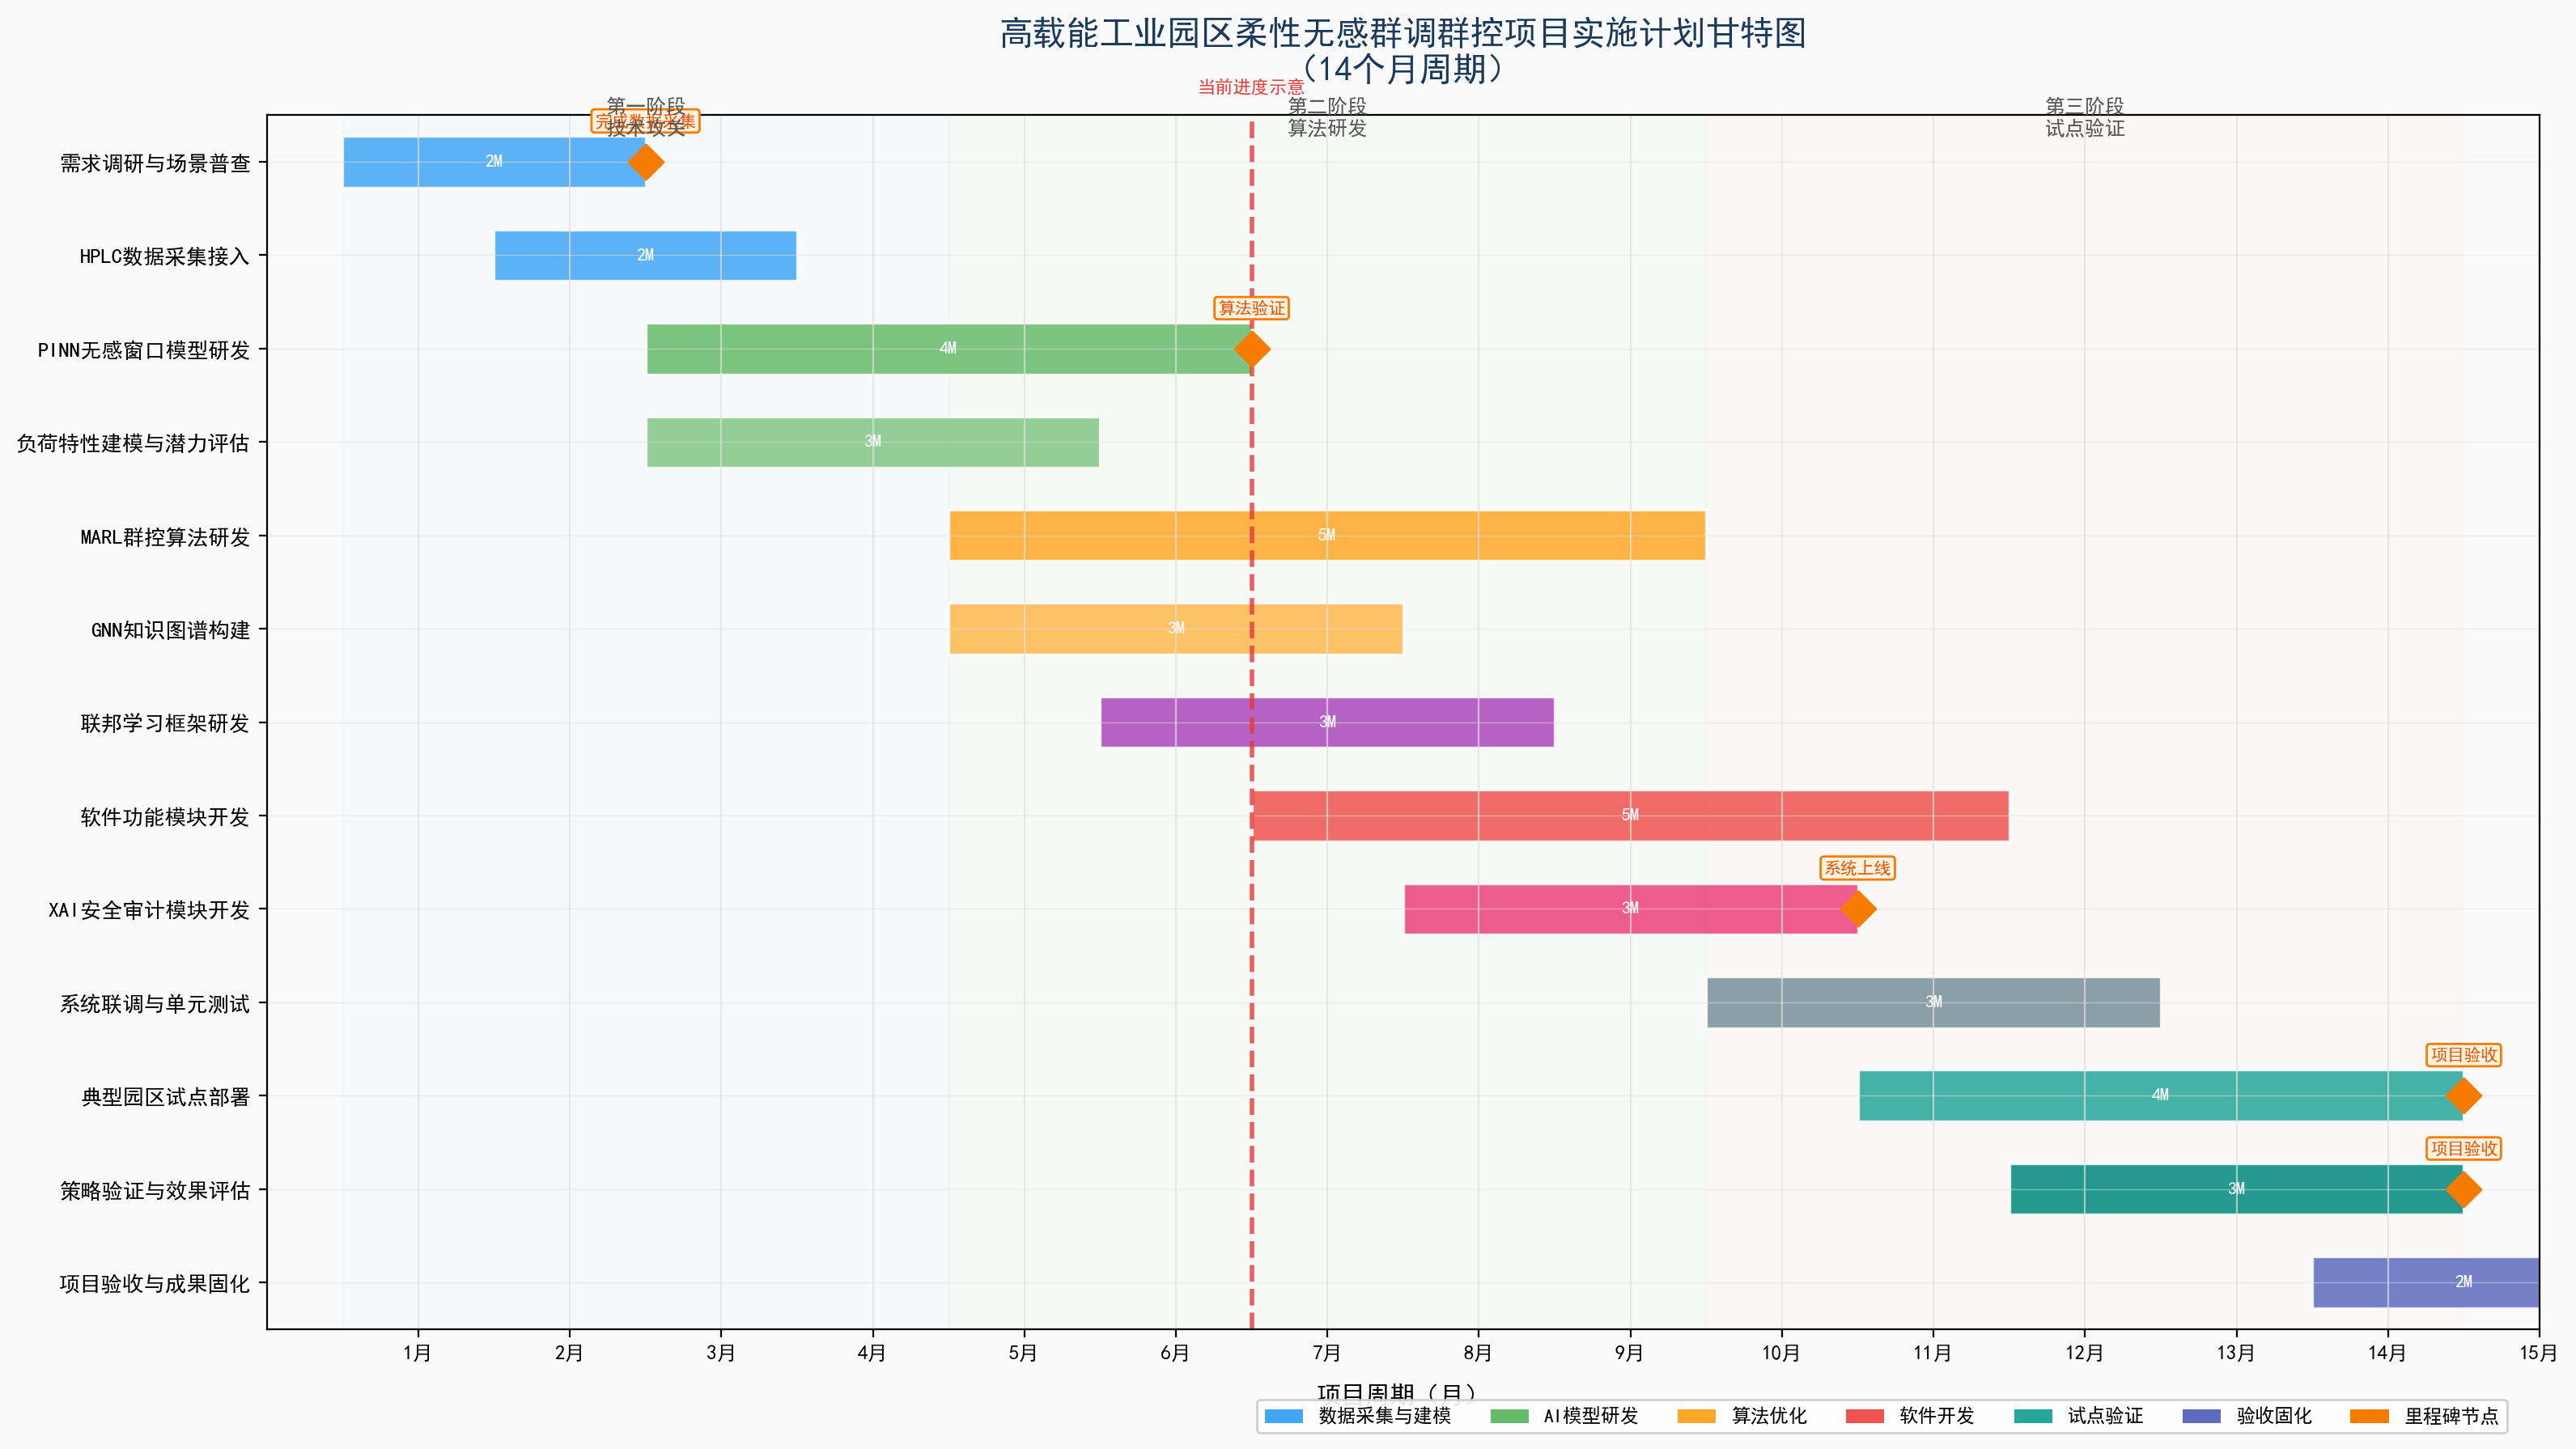 高载能工业园区柔性无感群调群控项目实施计划甘特图
（14个月周期）
当前进度示意
第一阶段
技术攻关
第二阶段
算法研发
第三阶段
试点验证
完成数据采集
需求调研与场景普查
2M
HPLC数据采集接入
2M
算法验证
PINN无感窗口模型研发
4M
负荷特性建模与潜力评估
3M
MARL群控算法研发
5M
GNN知识图谱构建
3M
联邦学习框架研发
3M
软件功能模块开发
5M
系统上线
XAI安全审计模块开发
3M
系统联调与单元测试
3M
项目验收
典型园区试点部署
4M
项目验收
策略验证与效果评估
3M
项目验收与成果固化
2M
1月 2月 3月 4月 5月 6月 7月 8月 9月 10月 11月 12月 13月 14月 15月
项目周期（月）
数据采集与建模 AI模型研发 算法优化 软件开发 试点验证 验收固化 里程碑节点